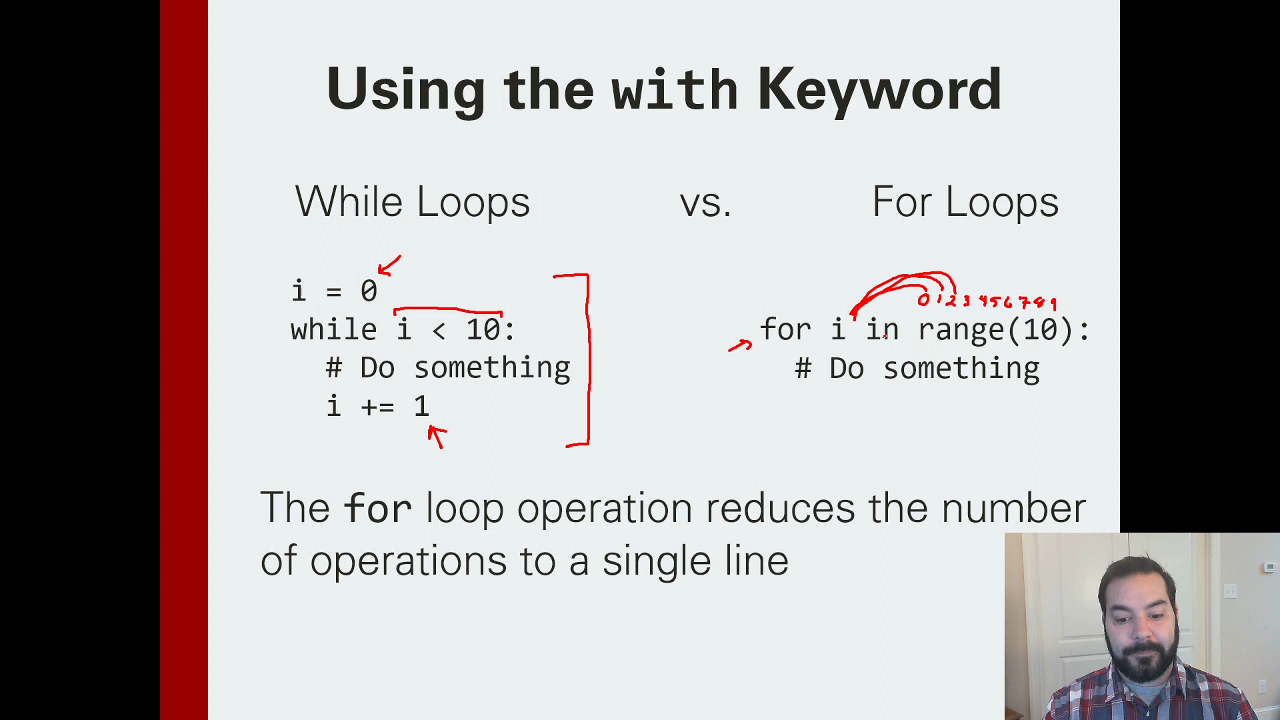 Using the with Keyword
While Loops vs. For Loops
i = 0
while i < 10:
# Do something
i += 1
0 1 2 3 4 5 6 7 8 9
for i in range(10):
# Do something
The for loop operation reduces the number
of operations to a single line